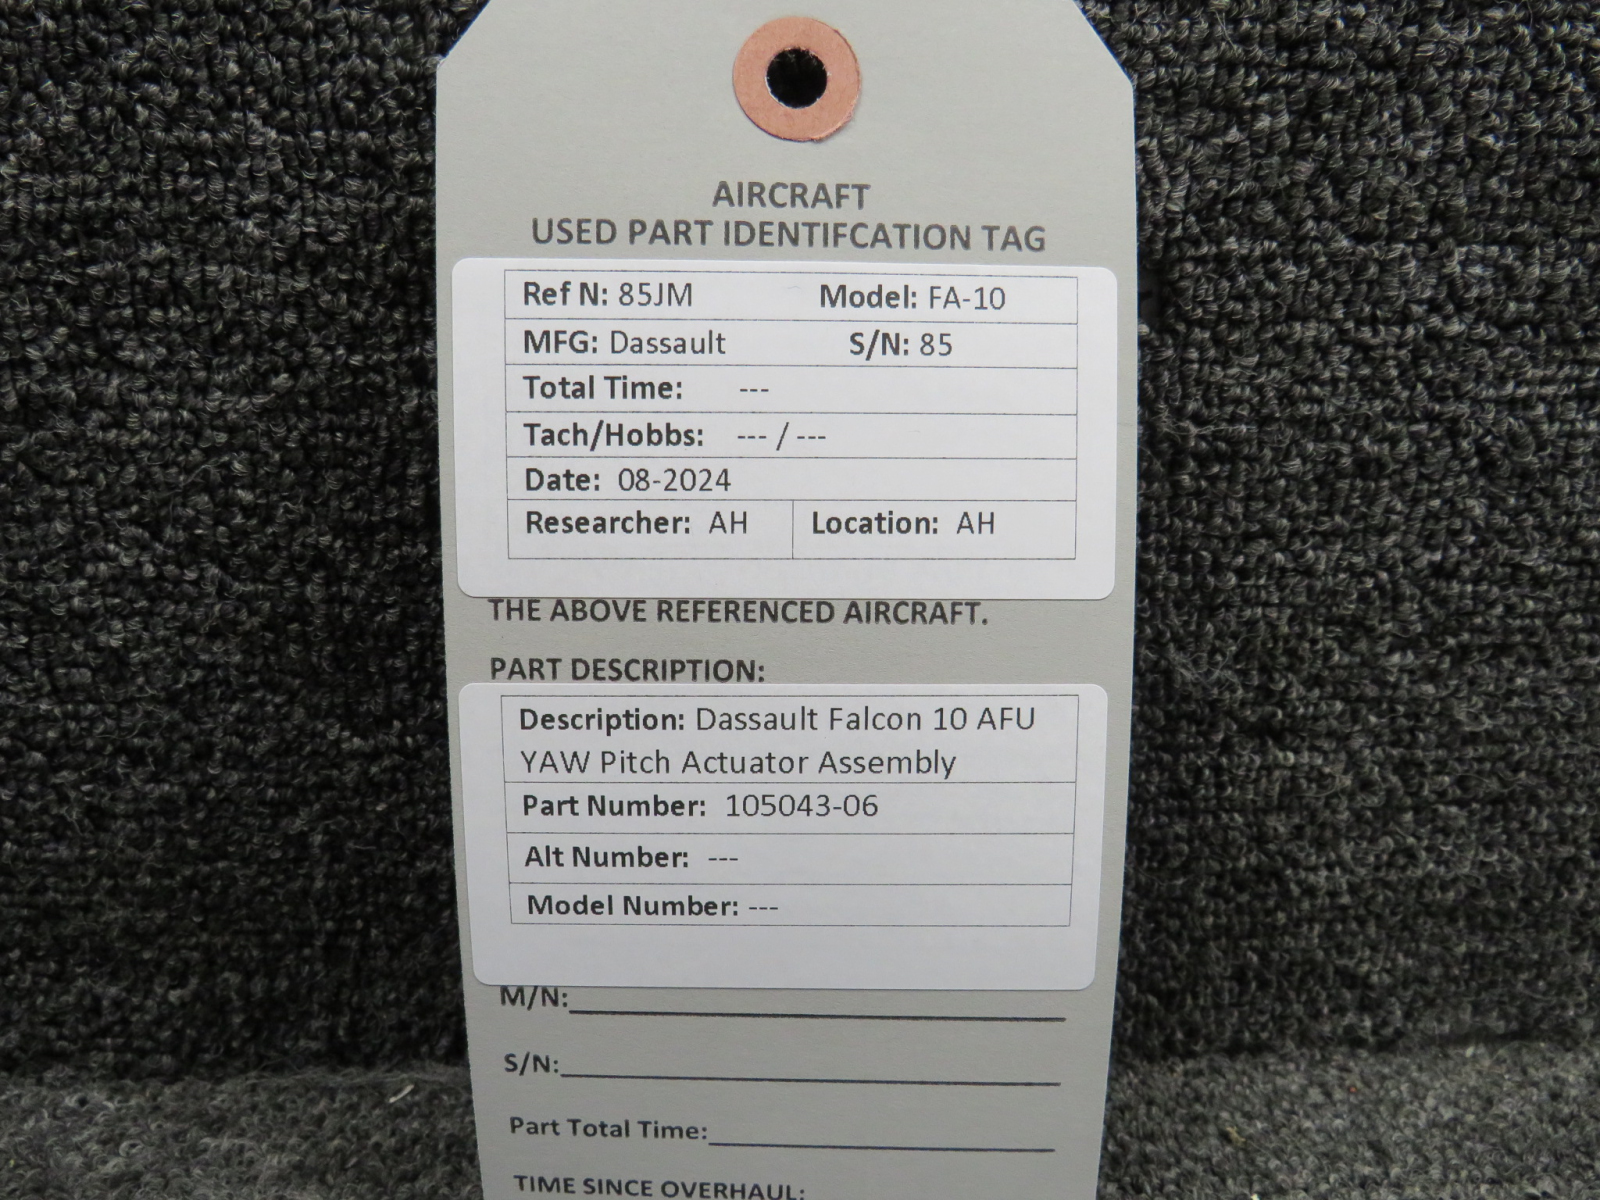 AIRCRAFT
USED PART IDENTIFCATION TAG
Ref N: 85JM Model: FA-10
MFG: Dassault S/N: 85
Total Time: ---
Tach/Hobbs: --- / ---
Date: 08-2024
Researcher: AH Location: AH
THE ABOVE REFERENCED AIRCRAFT.
PART DESCRIPTION:
Description: Dassault Falcon 10 AFU
YAW Pitch Actuator Assembly
Part Number: 105043-06
Alt Number: ---
Model Number: ---
M/N:
S/N:
Part Total Time:
TIME SINCE OVERHAUL: